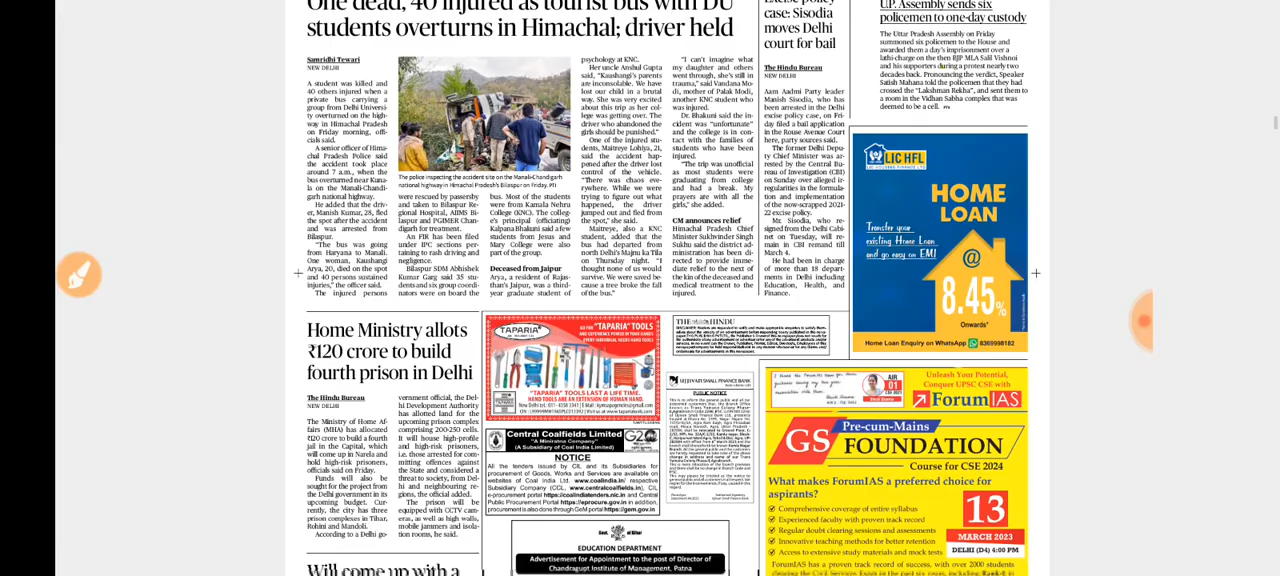 One dead, 40 injured as tourist bus with DU
students overturns in Himachal; driver held
Samridhi Tewari
NEW DELHI
A student was killed and
40 others injured when a
private bus carrying a
group from Delhi Universi-
ty overturned on the high-
way in Himachal Pradesh
on Friday morning, offi-
cials said.
A senior officer of Hima-
chal Pradesh Police said
the accident took place
around 7 a.m., when the
bus overturned near Kuna-
la on the Manali-Chandi-
garh national highway.
He added that the driv-
er, Manish Kumar, 28, fled
the spot after the accident
and was arrested from
Bilaspur.
"The bus was going
from Haryana to Manali.
One woman, Kaushangi
Arya, 20, died on the spot
and 40 persons sustained
injuries," the officer said.
The injured persons
The police inspecting the accident site on the Manali-Chandigarh
national highway in Himachal Pradesh's Bilaspur on Friday. PTI
were rescued by passersby
and taken to Bilaspur Re-
gional Hospital, AIIMS Bi-
laspur and PGIMER Chan-
digarh for treatment.
An FIR has been filed
under IPC sections per-
taining to rash driving and
negligence.
Bilaspur SDM Abhishek
Kumar Garg said 35 stu-
dents and six group coordi-
nators were on board the
bus. Most of the students
were from Kamala Nehru
College. The colleg-
e's principal (officiating)
Kalpana Bhakuni said a few
students from Jesus and
Mary College were also
part of the group.
Deceased from Jaipur
Arya, a resident of Rajas-
than's Jaipur, was a third-
year graduate student of
psychology at KNC.
Her uncle Anshul Gupta
said, "Kaushangi's parents
are inconsolable. We have
lost our child in a brutal
way. She was very excited
about this trip as her col-
lege was getting over. The
driver who abandoned the
girls should be punished."
One of the injured stu-
dents, Maitreye Lohiya, 21,
said the accident hap-
pened after the driver lost
control of the vehicle.
"There was chaos eve-
rywhere. While we were
trying to figure out what
happened, the driver
jumped out and fled from
the spot," she said.
Maitreye, also a KNC
student, added that the
bus had departed from
north Delhi's Majnu ka Tila
on Thursday night. "I
thought none of us would
survive. We were saved be-
cause a tree broke the fall
of the bus."
"I can't imagine what
my daughter and others
went through, she's still in
trauma," said Vandana Mo-
di, mother of Palak Modi,
another KNC student who
was injured.
Dr. Bhakuni said the in-
cident was "unfortunate"
and the college is in con-
tact with the families of
students who have been
injured.
"The trip was unofficial
as most students were
graduating from college
and had a break. My
prayers are with all the
girls," she added.
CM announces relief
Himachal Pradesh Chief
Minister Sukhvinder Singh
Sukhu said the district ad-
ministration has been di-
rected to provide imme-
diate relief to the next of
the kin of the deceased and
medical treatment to the
injured.
Excise policy
case: Sisodia
moves Delhi
court for bail
The Hindu Bureau
NEW DELHI
Aam Admi Party leader
Manish Sisodia, who has
been arrested in the Delhi
excise policy case, on Fri-
day filed a bail application
in the Rouse Avenue Court
here, party sources said.
The former Delhi Depu-
ty Chief Minister was ar-
rested by the Central Bu-
reau of Investigation (CBI)
on Sunday over alleged ir-
regularities in the formula-
tion and implementation
of the now-scrapped 2021-
22 excise policy.
Mr. Sisodia, who re-
signed from the Delhi Cabi-
net on Tuesday, will re-
main in CBI remand till
March 4.
He had been in charge
of more than 18 depart-
ments in Delhi including
Education, Health, and
Finance.
U.P. Assembly sends six
policemen to one-day custody
The Uttar Pradesh Assembly on Friday
summoned six policemen to the House and
awarded them a day's imprisonment over a
lathi-charge on the then BJP MLA Salil Vishnoi
and his supporters during a protest nearly two
decades back. Pronouncing the verdict, Speaker
Satish Mahana told the policemen that they had
crossed the "Lakshman Rekha", and sent them to
a room in the Vidhan Sabha complex that was
deemed to be a cell. PTI
LIC HFL
HOME
LOAN
Transfer your
existing Home Loan
and go easy on EMI
@
8.45%
Onwards*
Home Loan Enquiry on WhatsApp 8369998182
Home Ministry allots
₹120 crore to build
fourth prison in Delhi
The Hindu Bureau
NEW DELHI
The Ministry of Home Af-
fairs (MHA) has allocated
₹120 crore to build a fourth
jail in the Capital, which
will come up in Narela and
hold high-risk prisoners,
officials said on Friday.
Funds will also be
sought for the project from
the Delhi government in its
upcoming budget. Cur-
rently, the city has three
prison complexes in Tihar,
Rohini and Mandoli.
According to a Delhi go-
vernment official, the Del-
hi Development Authority
has allotted land for the
upcoming prison complex
comprising 200-250 cells.
It will house high-profile
and high-risk prisoners,
i.e. those arrested for com-
mitting offences against
the State and considered a
threat to society, from Del-
hi and neighbouring re-
gions, the official added.
The prison will be
equipped with CCTV cam-
eras, as well as high walls,
mobile jammers and isola-
tion rooms, he said.
Will come up with a
TAPARIA
GO FOR "TAPARIA" TOOLS
AND EXPERIENCE POWER IN YOUR HANDS
EVERY INDIVIDUAL NEEDS HAND TOOLS
"TAPARIA" TOOLS LAST A LIFE TIME.
HAND TOOLS ARE AN EXTENSION OF HUMAN HAND.
Central Coalfields Limited
"A Miniratna Company"
(A Subsidiary of Coal India Limited)
G20
NOTICE
All the tenders issued by CIL and its Subsidiaries for
procurement of Goods, Works and Services are available on
websites of Coal India Ltd. www.coalindia.in/ respective
Subsidiary Company (CCL, www.centralcoalfields.in), CIL
e-procurement portal https://coalindiatenders.nic.in and Central
Public Procurement Portal https://eprocure.gov.in In addition,
procurement is also done through GeM portal https://gem.gov.in
EDUCATION DEPARTMENT
Advertisement for Appointment to the post of Director of
Chandragupt Institute of Management, Patna
THE HINDU
UJJIVAN SMALL FINANCE BANK
PUBLIC NOTICE
AIR
01
Unleash Your Potential,
Conquer UPSC CSE with
ForumIAS
GS
Pre-cum-Mains
FOUNDATION
Course for CSE 2024
What makes ForumIAS a preferred choice for
aspirants?
Comprehensive coverage of entire syllabus
Experienced faculty with proven track record
Regular doubt clearing sessions and assessments
Innovative teaching methods for better retention
Access to extensive study materials and mock tests
13
MARCH 2023
DELHI (D4) 4:00 PM
ForumIAS has a proven track record of success, with over 2000 students